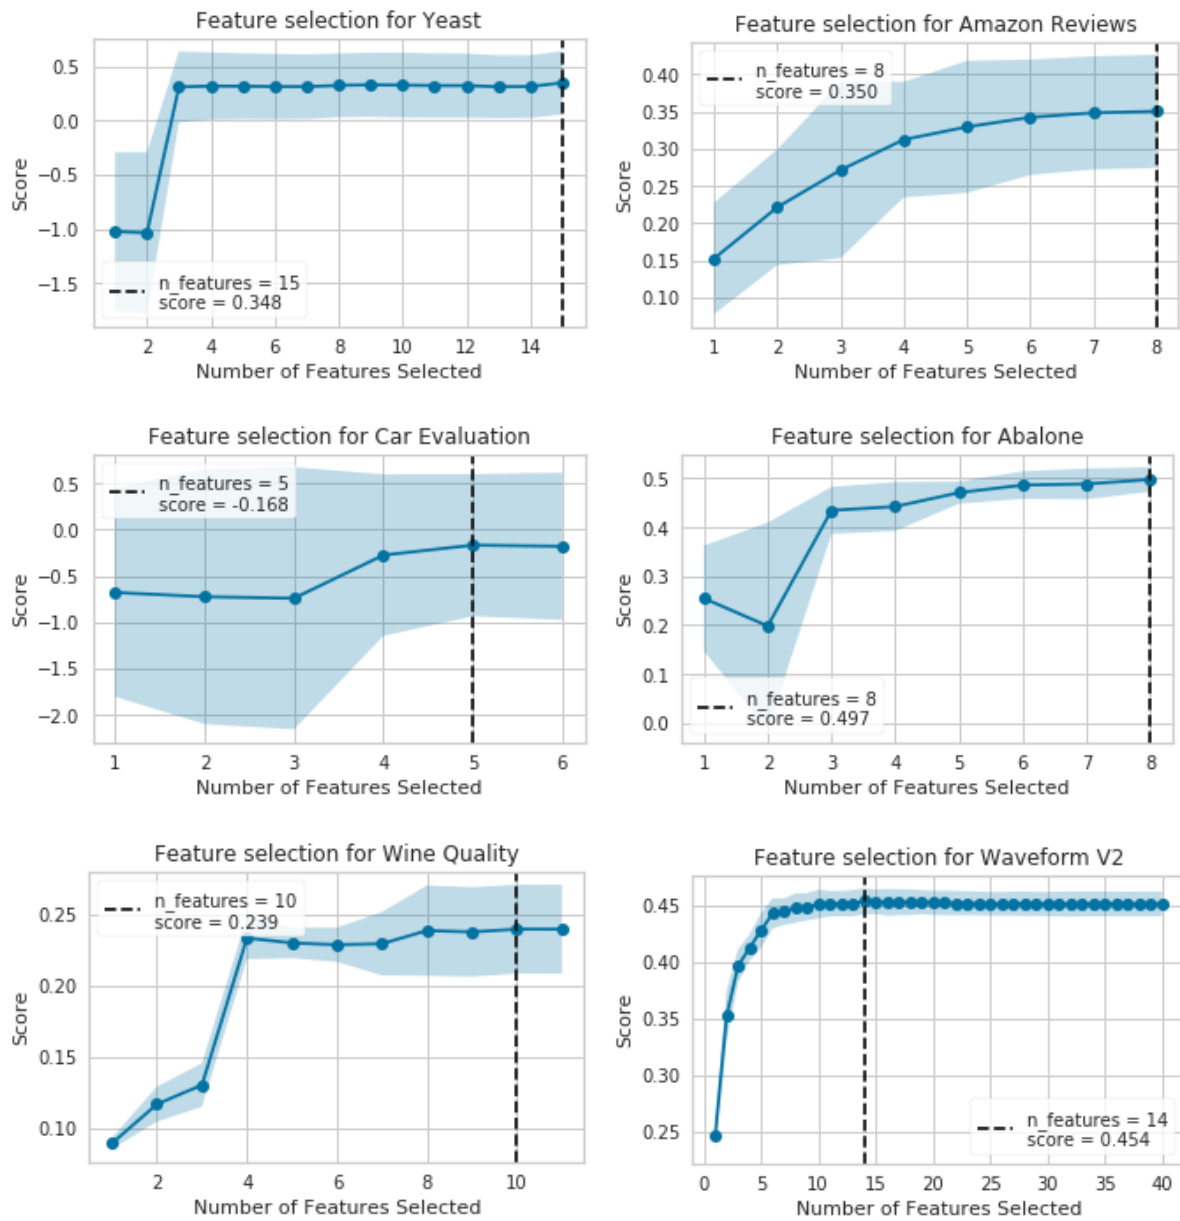 Feature selection for Yeast
0.5
0.0
−0.5
−1.0
−1.5
Score
n_features = 15
score = 0.348
2 4 6 8 10 12 14
Number of Features Selected
Feature selection for Amazon Reviews
0.40
0.35
0.30
0.25
0.20
0.15
0.10
Score
n_features = 8
score = 0.350
1 2 3 4 5 6 7 8
Number of Features Selected
Feature selection for Car Evaluation
0.5
0.0
−0.5
−1.0
−1.5
−2.0
Score
n_features = 5
score = -0.168
1 2 3 4 5 6
Number of Features Selected
Feature selection for Abalone
0.5
0.4
0.3
0.2
0.1
0.0
Score
n_features = 8
score = 0.497
1 2 3 4 5 6 7 8
Number of Features Selected
Feature selection for Wine Quality
0.25
0.20
0.15
0.10
Score
n_features = 10
score = 0.239
2 4 6 8 10
Number of Features Selected
Feature selection for Waveform V2
0.45
0.40
0.35
0.30
0.25
Score
n_features = 14
score = 0.454
0 5 10 15 20 25 30 35 40
Number of Features Selected